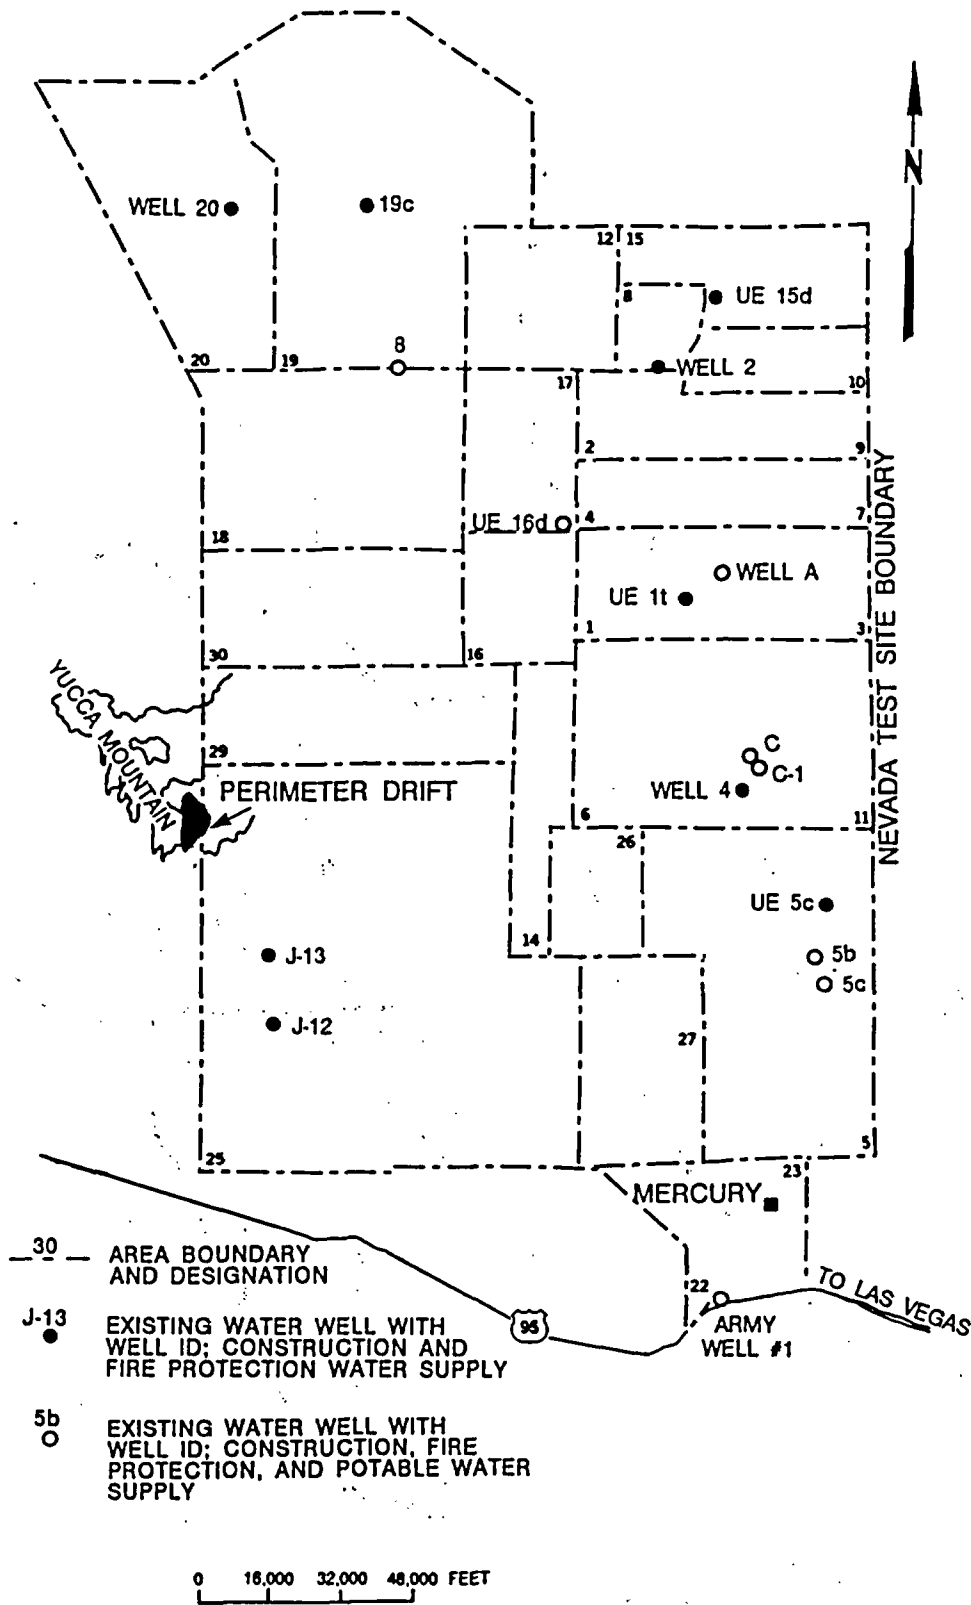 N
WELL 20
19c
12
15
8
UE 15d
8
20
19
17
WELL 2
10
2
9
UE 16d
4
7
18
WELL A
UE 1t
1
3
30
16
NEVADA TEST SITE BOUNDARY
YUCCA MOUNTAIN
29
C
C-1
PERIMETER DRIFT
WELL 4
6
26
11
UE 5c
14
J-13
5b
5c
J-12
27
25
5
23
MERCURY
22
TO LAS VEGAS
95
ARMY
WELL #1
30
AREA BOUNDARY
AND DESIGNATION
J-13
EXISTING WATER WELL WITH
WELL ID; CONSTRUCTION AND
FIRE PROTECTION WATER SUPPLY
5b
EXISTING WATER WELL WITH
WELL ID; CONSTRUCTION, FIRE
PROTECTION, AND POTABLE WATER
SUPPLY
0 16,000 32,000 48,000 FEET